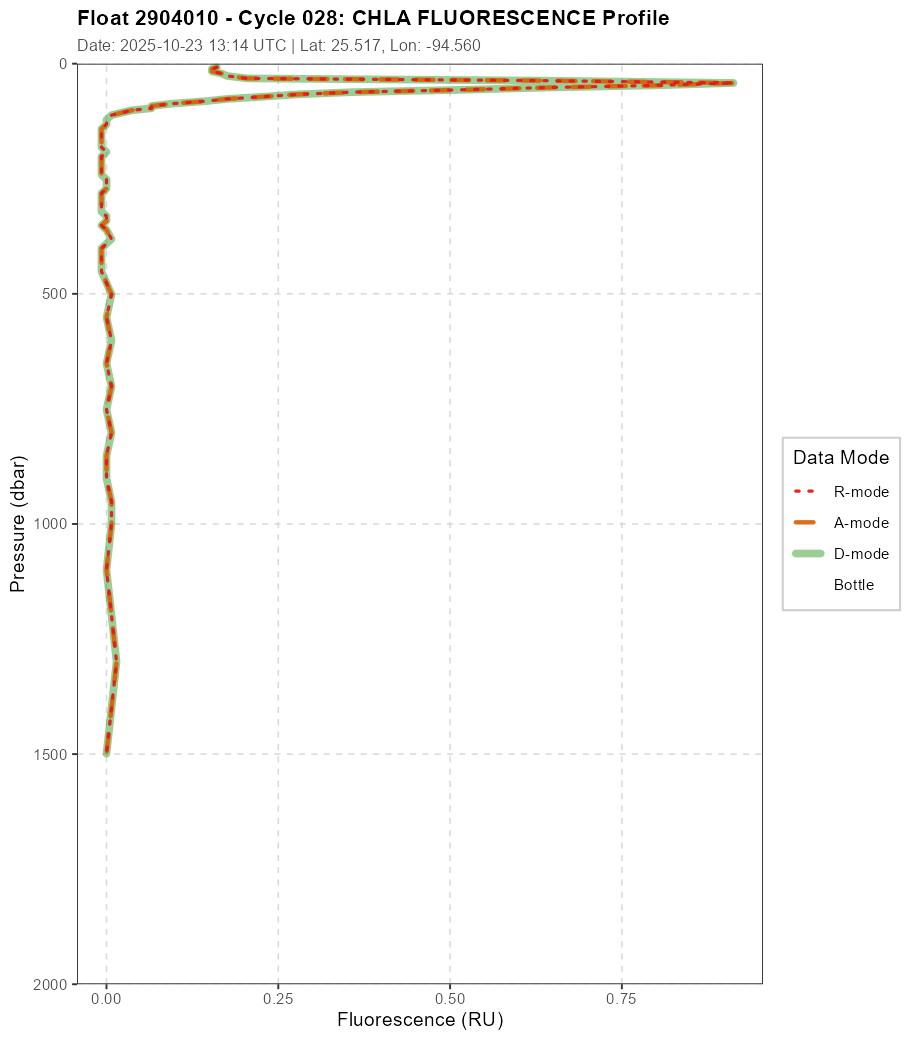 Float 2904010 - Cycle 028: CHLA FLUORESCENCE Profile
Date: 2025-10-23 13:14 UTC | Lat: 25.517, Lon: -94.560
0
500
1000
1500
2000
Pressure (dbar)
0.00 0.25 0.50 0.75
Fluorescence (RU)
Data Mode
R-mode
A-mode
D-mode
Bottle